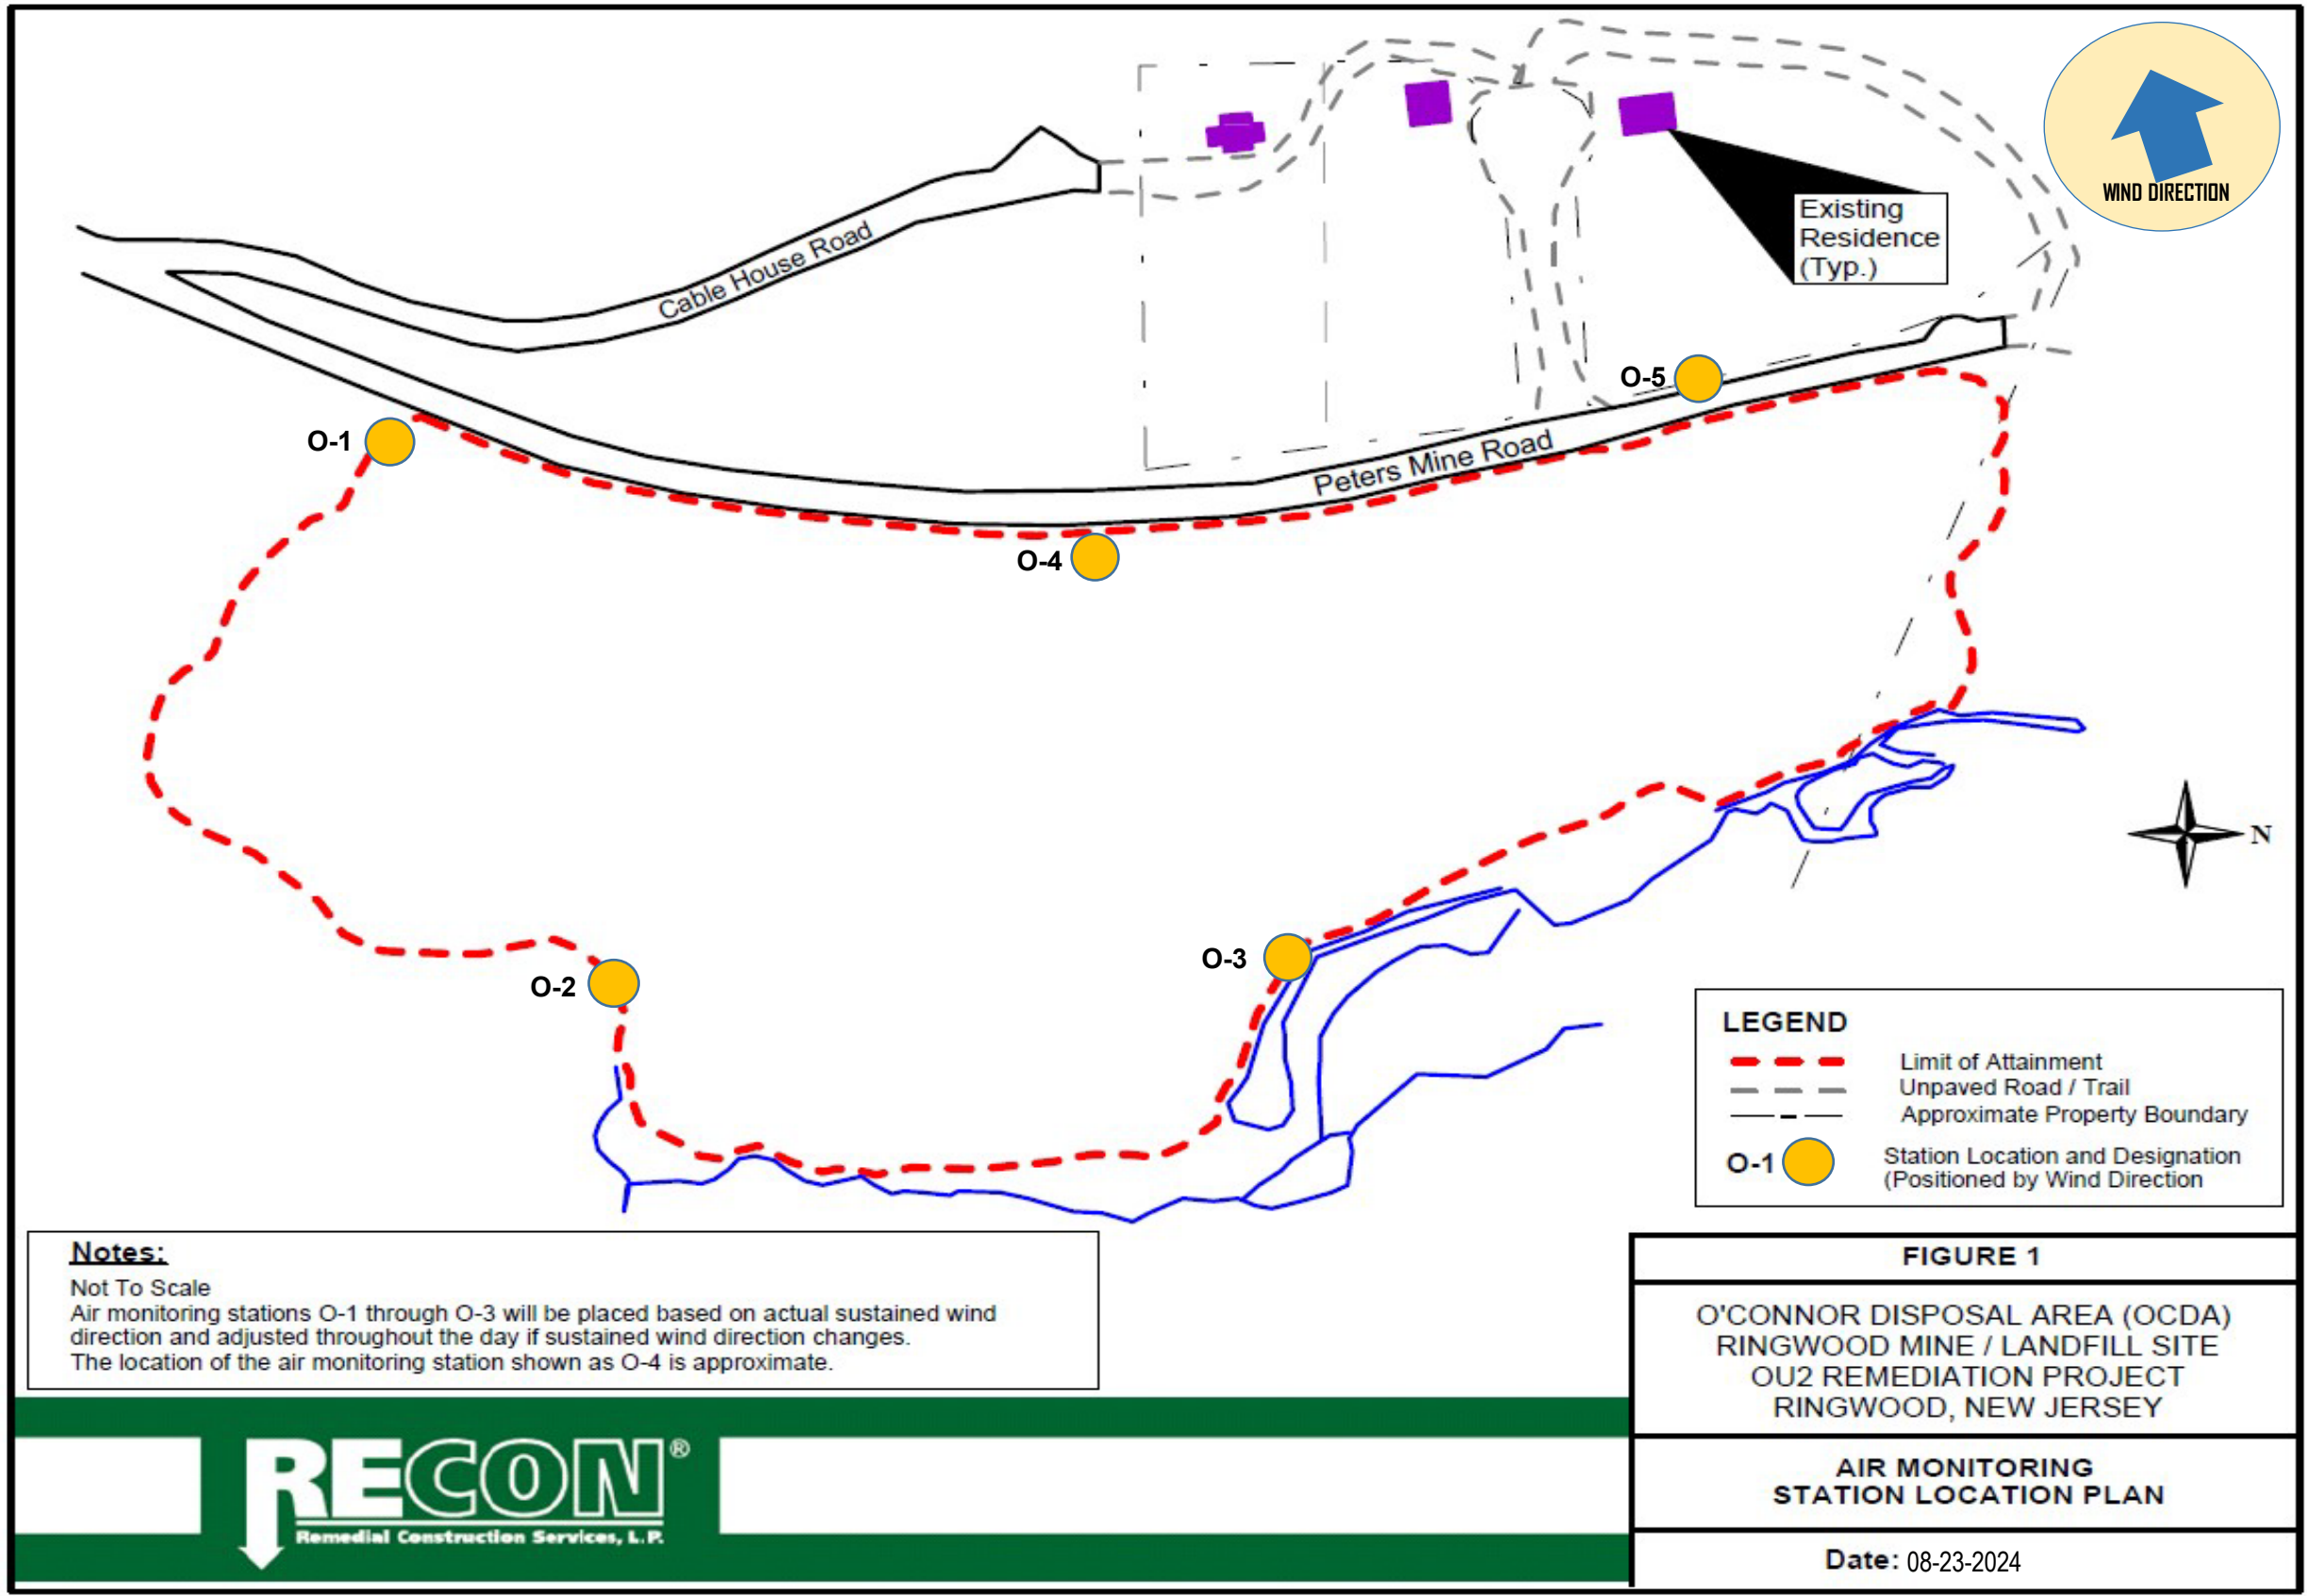 WIND DIRECTION
Existing
Residence
(Typ.)
Cable House Road
O-5
O-1
Peters Mine Road
O-4
N
O-3
O-2
LEGEND
Limit of Attainment
Unpaved Road / Trail
Approximate Property Boundary
O-1
Station Location and Designation
(Positioned by Wind Direction
Notes:
Not To Scale
Air monitoring stations O-1 through O-3 will be placed based on actual sustained wind
direction and adjusted throughout the day if sustained wind direction changes.
The location of the air monitoring station shown as O-4 is approximate.
FIGURE 1
O'CONNOR DISPOSAL AREA (OCDA)
RINGWOOD MINE / LANDFILL SITE
OU2 REMEDIATION PROJECT
RINGWOOD, NEW JERSEY
AIR MONITORING
STATION LOCATION PLAN
Date: 08-23-2024
RECON®
Remedial Construction Services, L.P.